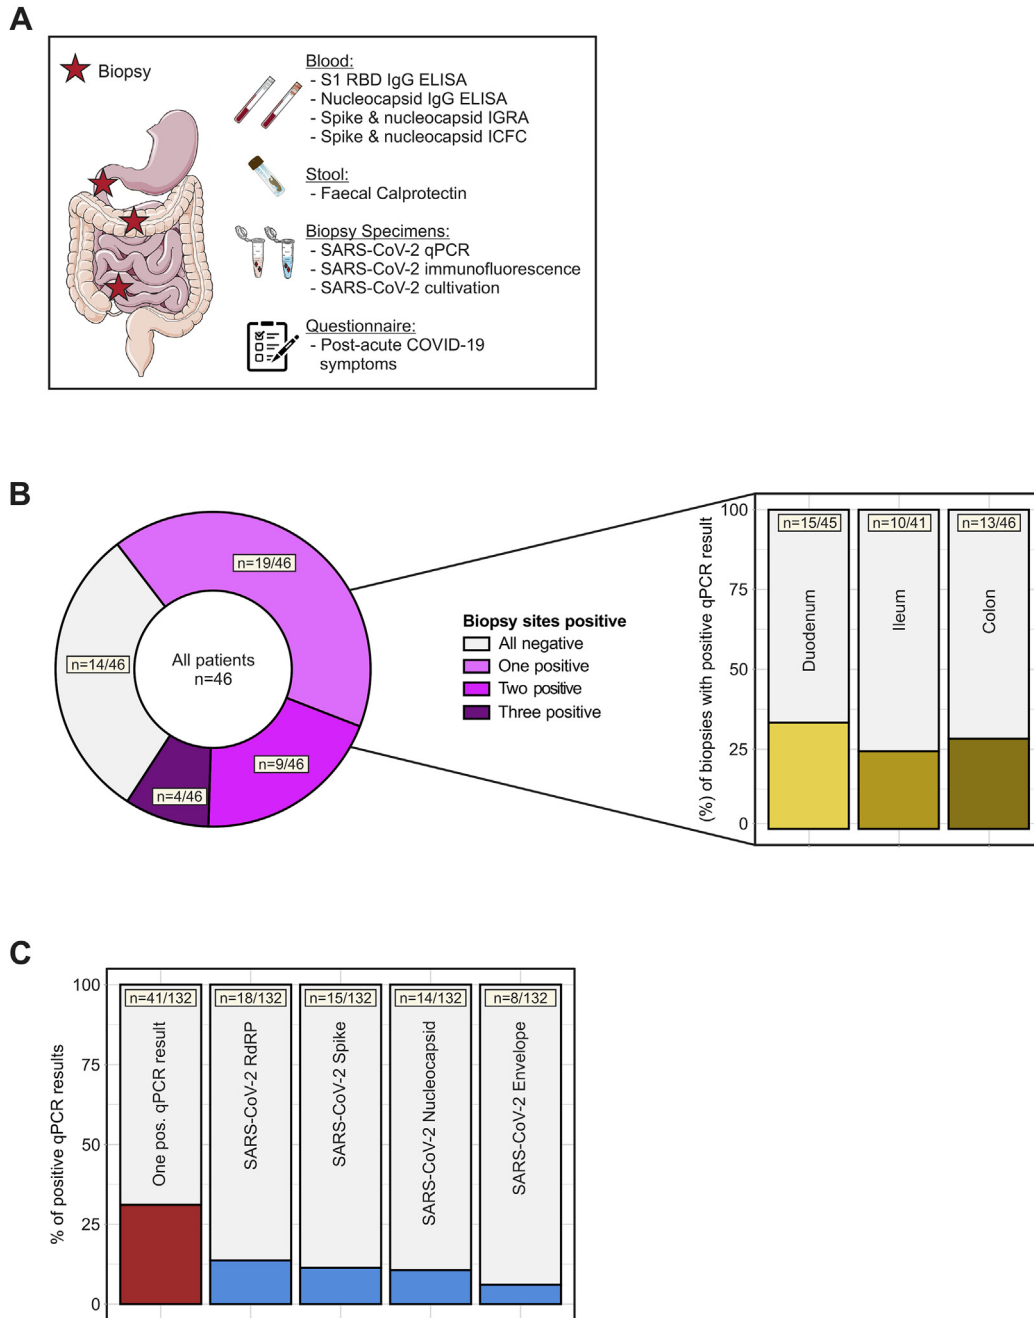 A
Biopsy
Blood:
- S1 RBD IgG ELISA
- Nucleocapsid IgG ELISA
- Spike & nucleocapsid IGRA
- Spike & nucleocapsid ICFC
Stool:
- Faecal Calprotectin
Biopsy Specimens:
- SARS-CoV-2 qPCR
- SARS-CoV-2 immunofluorescence
- SARS-CoV-2 cultivation
Questionnaire:
- Post-acute COVID-19
symptoms
B
n=19/46
n=14/46
All patients
n=46
n=9/46
n=4/46
Biopsy sites positive
All negative
One positive
Two positive
Three positive
(%) of biopsies with positive qPCR result
100
75
50
25
0
n=15/45
n=10/41
n=13/46
Duodenum
Ileum
Colon
C
% of positive qPCR results
100
75
50
25
0
n=41/132
n=18/132
n=15/132
n=14/132
n=8/132
One pos. qPCR result
SARS-CoV-2 RdRP
SARS-CoV-2 Spike
SARS-CoV-2 Nucleocapsid
SARS-CoV-2 Envelope